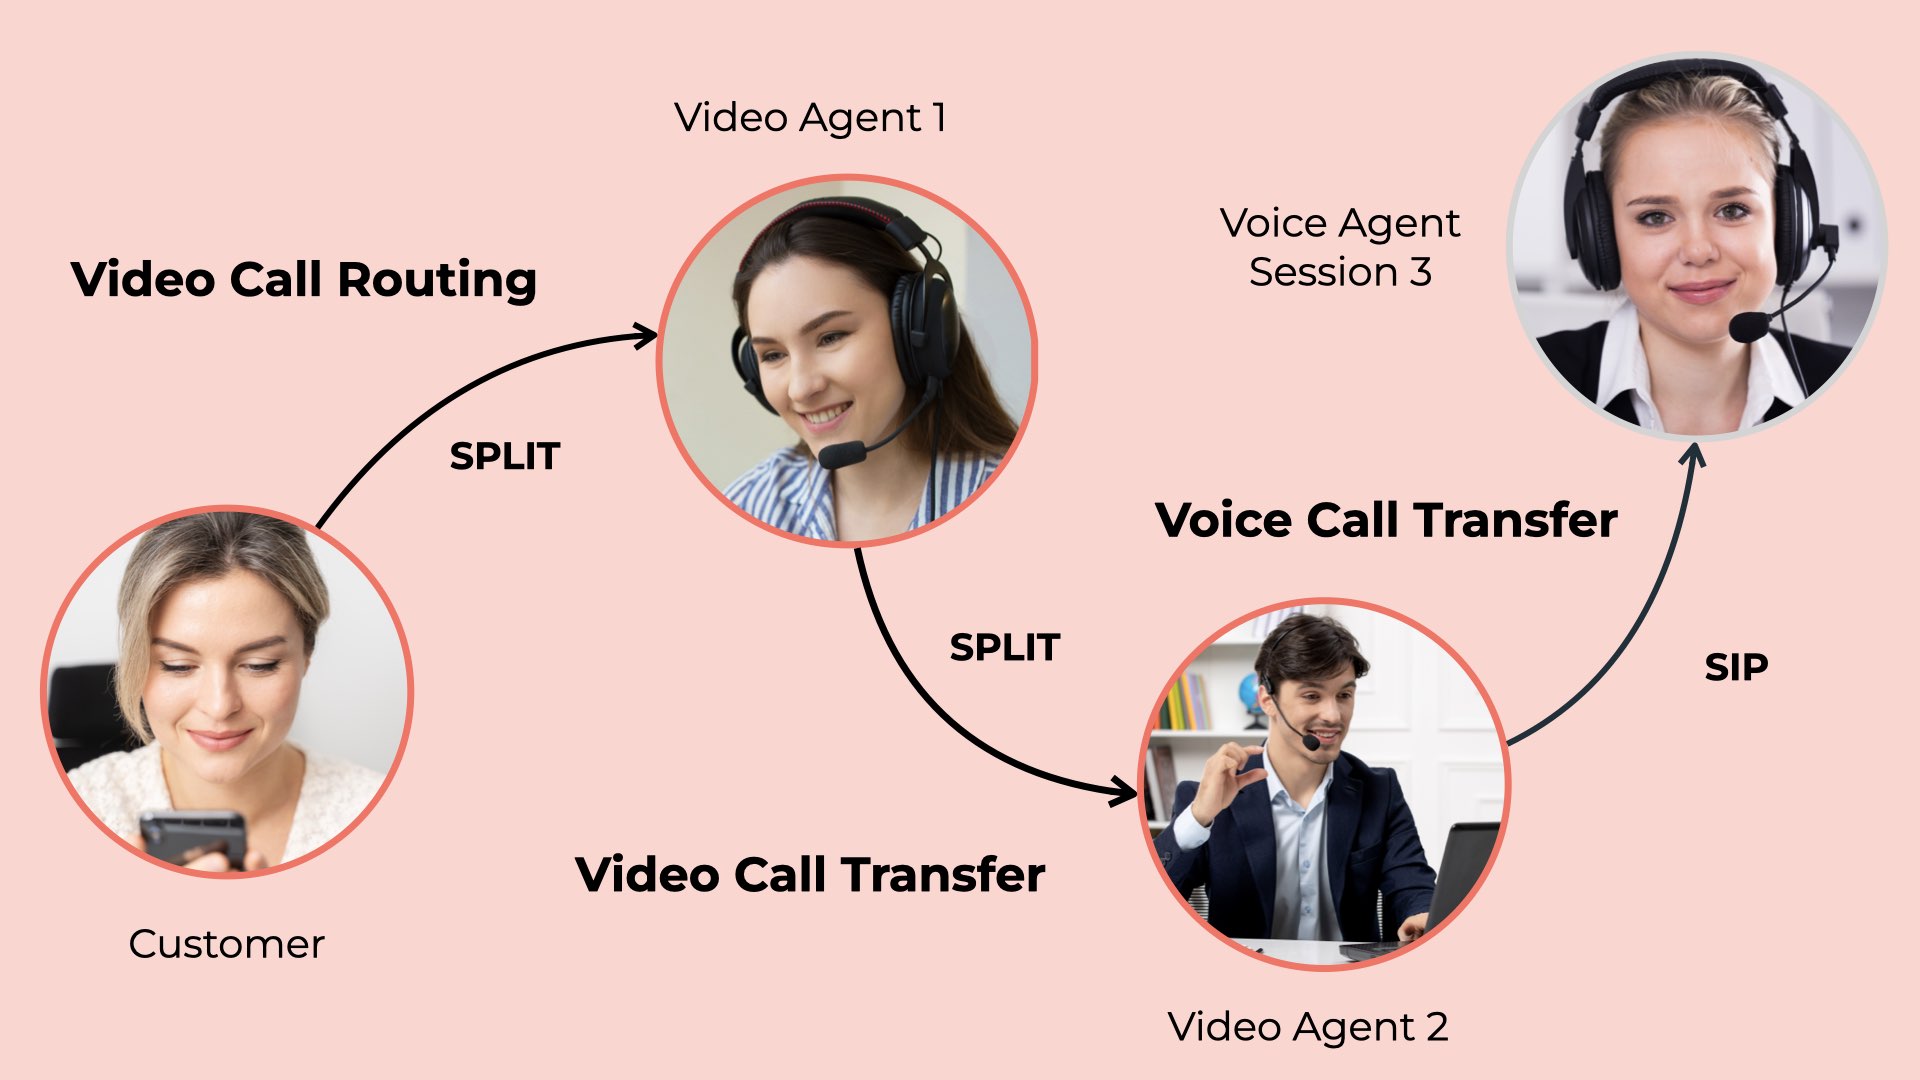 Video Agent 1
Voice Agent
Session 3
Video Call Routing
SPLIT
Voice Call Transfer
SPLIT
SIP
Video Call Transfer
Customer
Video Agent 2